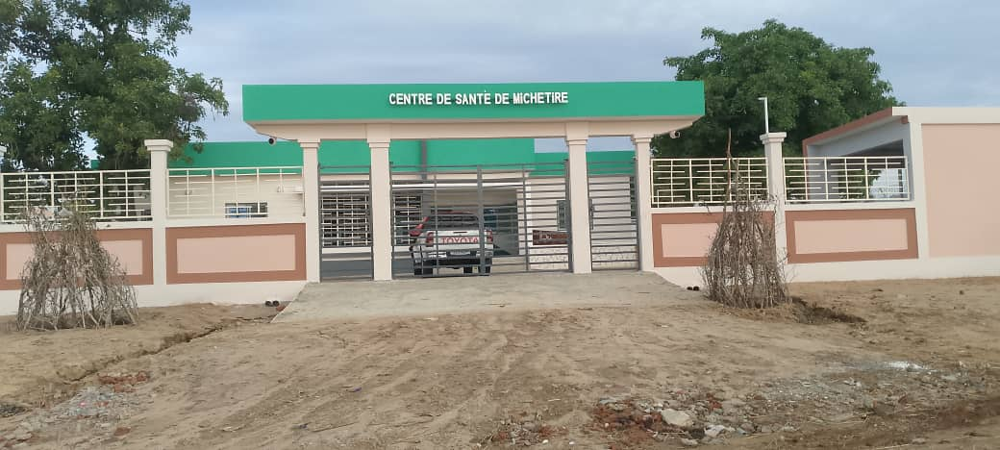 CENTRE DE SANTÉ DE MICHETIRE
TOYOTA